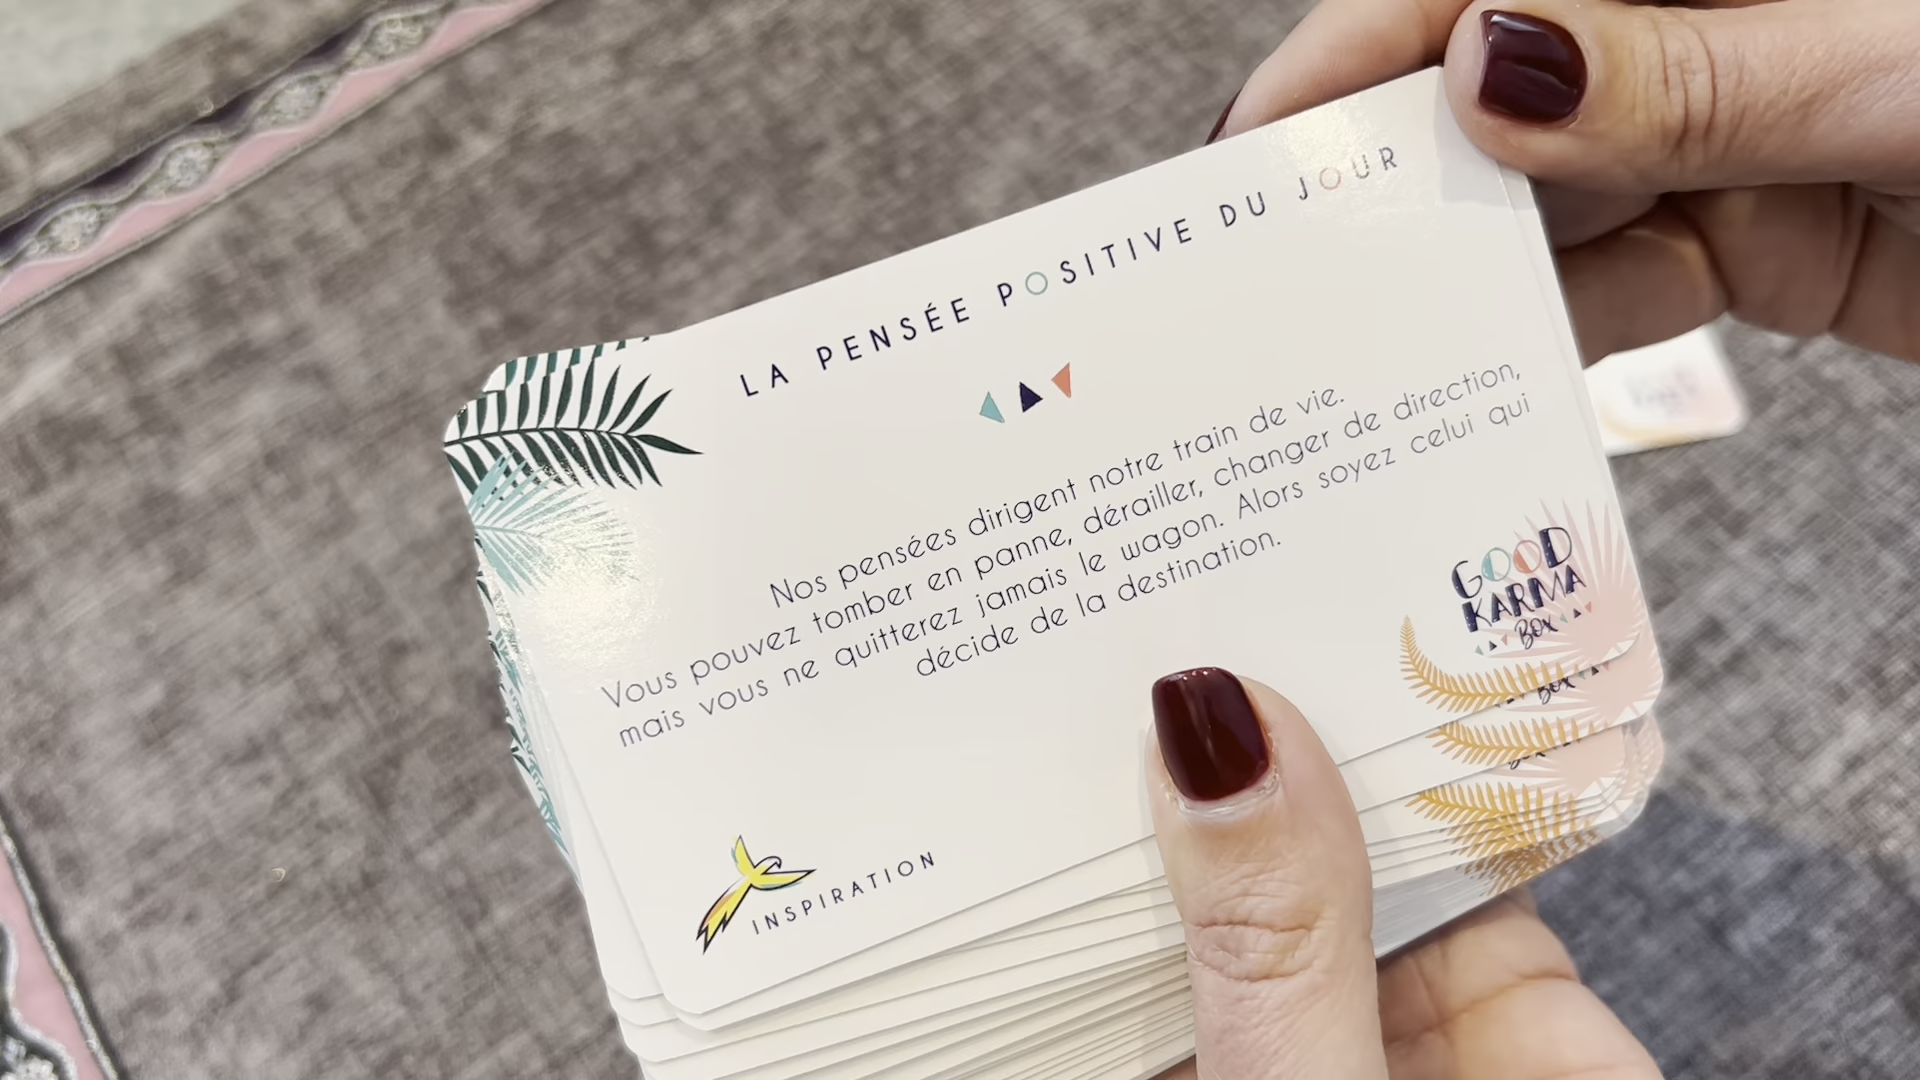 LA PENSÉE POSITIVE DU JOUR
Nos pensées dirigent notre train de vie.
Vous pouvez tomber en panne, dérailler, changer de direction,
mais vous ne quitterez jamais le wagon. Alors soyez celui qui
décide de la destination.
GOOD
KARMA
BOX
BOX
INSPIRATION